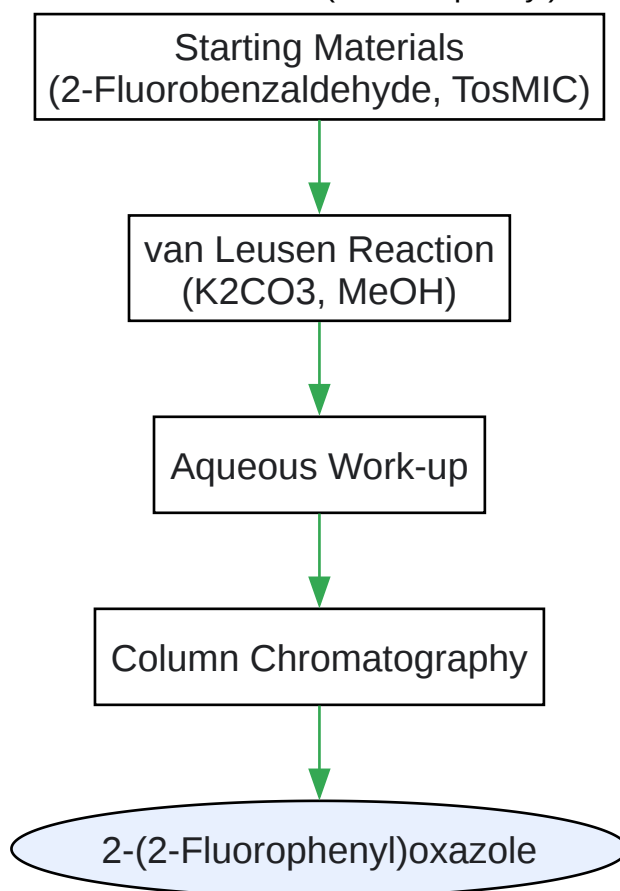 Starting Materials
(2-Fluorobenzaldehyde, TosMIC)
van Leusen Reaction
(K2CO3, MeOH)
Aqueous Work-up
Column Chromatography
2-(2-Fluorophenyl)oxazole